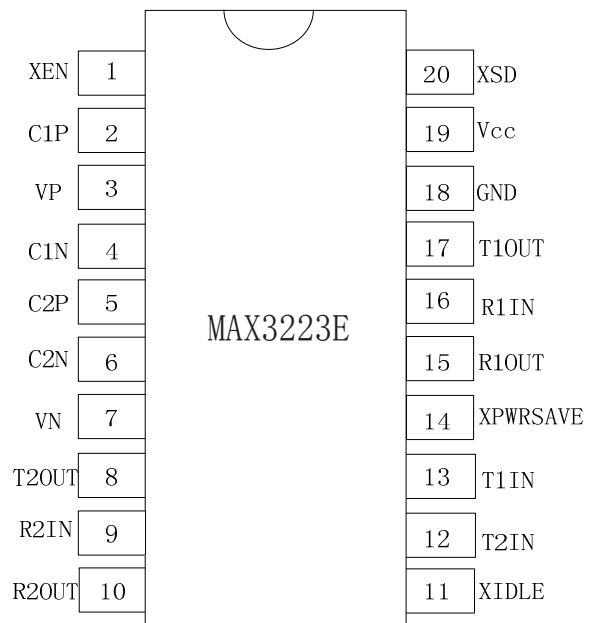 XEN 1 20 XSD
C1P 2 19 Vcc
VP 3 18 GND
C1N 4 17 T1OUT
C2P 5 16 R1IN
MAX3223E
C2N 6 15 R1OUT
VN 7 14 XPWRSAVE
T2OUT 8 13 T1IN
R2IN 9 12 T2IN
R2OUT 10 11 XIDLE